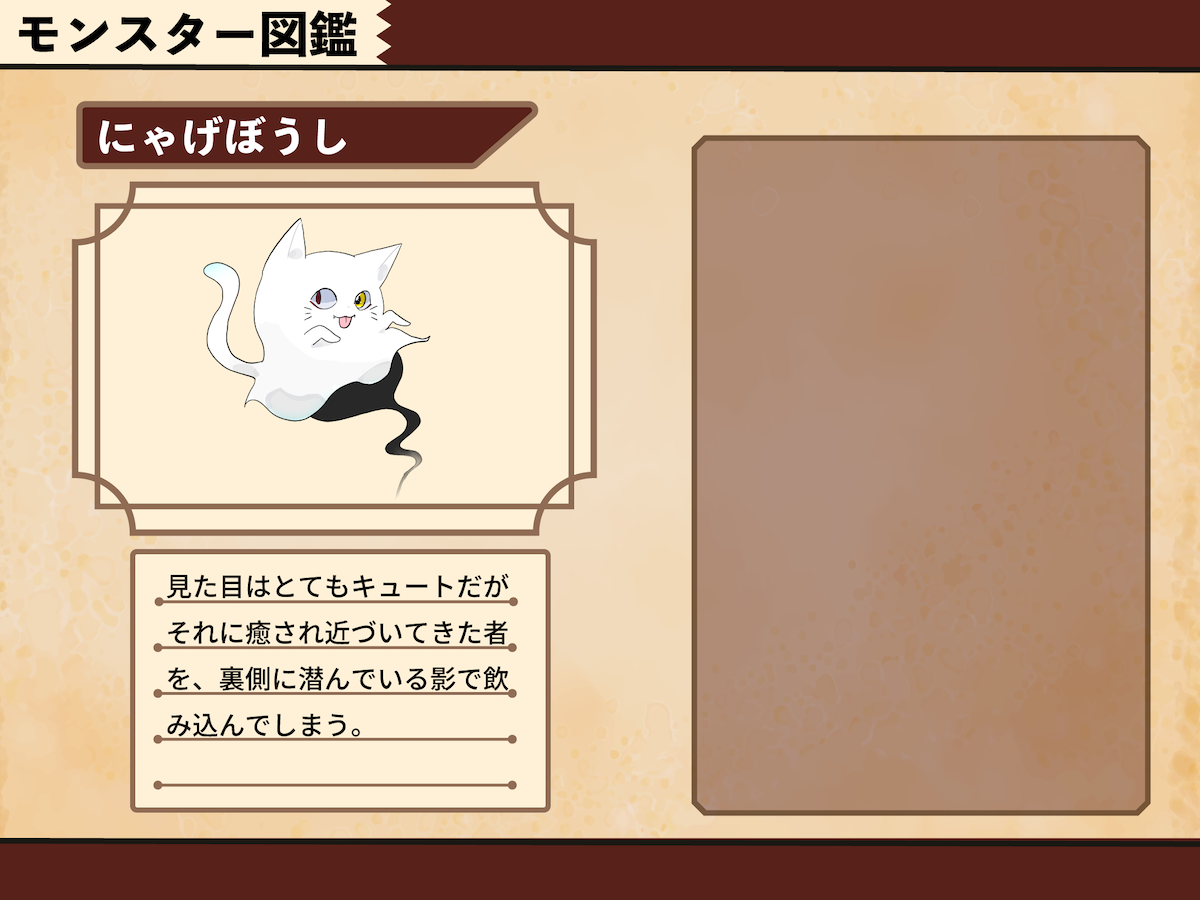 モンスター図鑑
にゃげぼうし
見た目はとてもキュートだが
それに癒され近づいてきた者
を、裏側に潜んでいる影で飲
み込んでしまう。